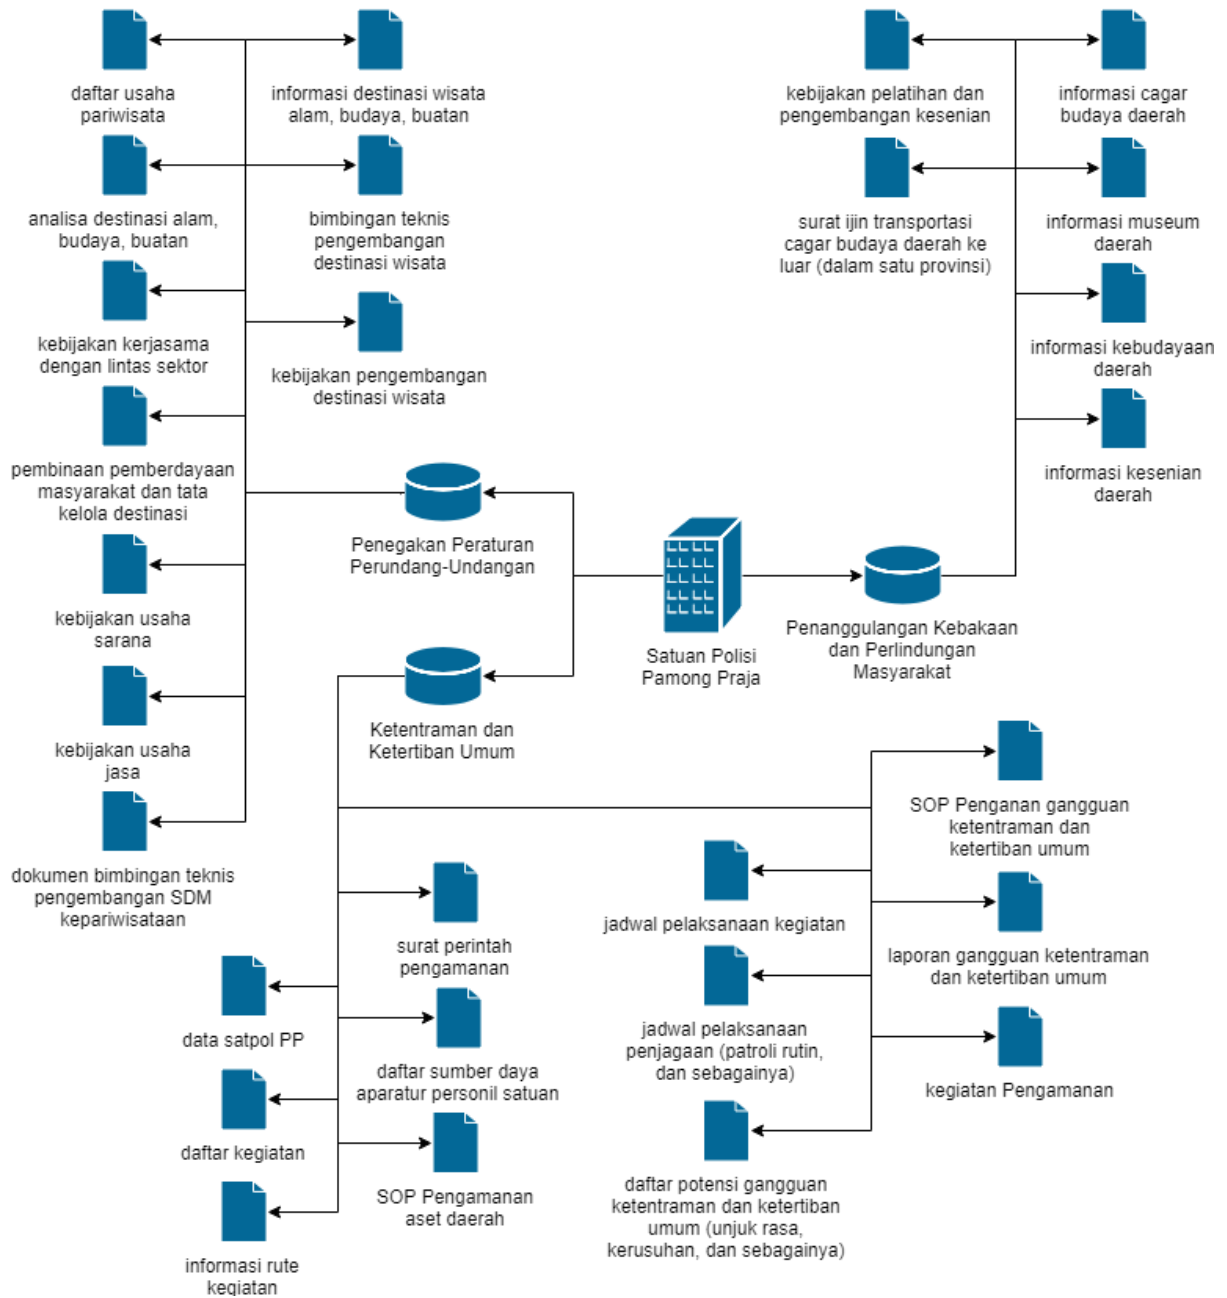 daftar usaha
pariwisata
informasi destinasi wisata
alam, budaya, buatan
kebijakan pelatihan dan
pengembangan kesenian
informasi cagar
budaya daerah
analisa destinasi alam,
budaya, buatan
bimbingan teknis
pengembangan
destinasi wisata
surat ijin transportasi
cagar budaya daerah ke
luar (dalam satu provinsi)
informasi museum
daerah
kebijakan kerjasama
dengan lintas sektor
kebijakan pengembangan
destinasi wisata
informasi kebudayaan
daerah
pembinaan pemberdayaan
masyarakat dan tata
kelola destinasi
informasi kesenian
daerah
Penegakan Peraturan
Perundang-Undangan
kebijakan usaha
sarana
Satuan Polisi
Pamong Praja
Penanggulangan Kebakaan
dan Perlindungan
Masyarakat
Ketentraman dan
Ketertiban Umum
kebijakan usaha
jasa
SOP Penganan gangguan
ketentraman dan
ketertiban umum
dokumen bimbingan teknis
pengembangan SDM
kepariwisataan
surat perintah
pengamanan
jadwal pelaksanaan kegiatan
laporan gangguan ketentraman
dan ketertiban umum
data satpol PP
daftar sumber daya
aparatur personil satuan
jadwal pelaksanaan
penjagaan (patroli rutin,
dan sebagainya)
kegiatan Pengamanan
daftar kegiatan
SOP Pengamanan
aset daerah
daftar potensi gangguan
ketentraman dan ketertiban
umum (unjuk rasa,
kerusuhan, dan sebagainya)
informasi rute
kegiatan